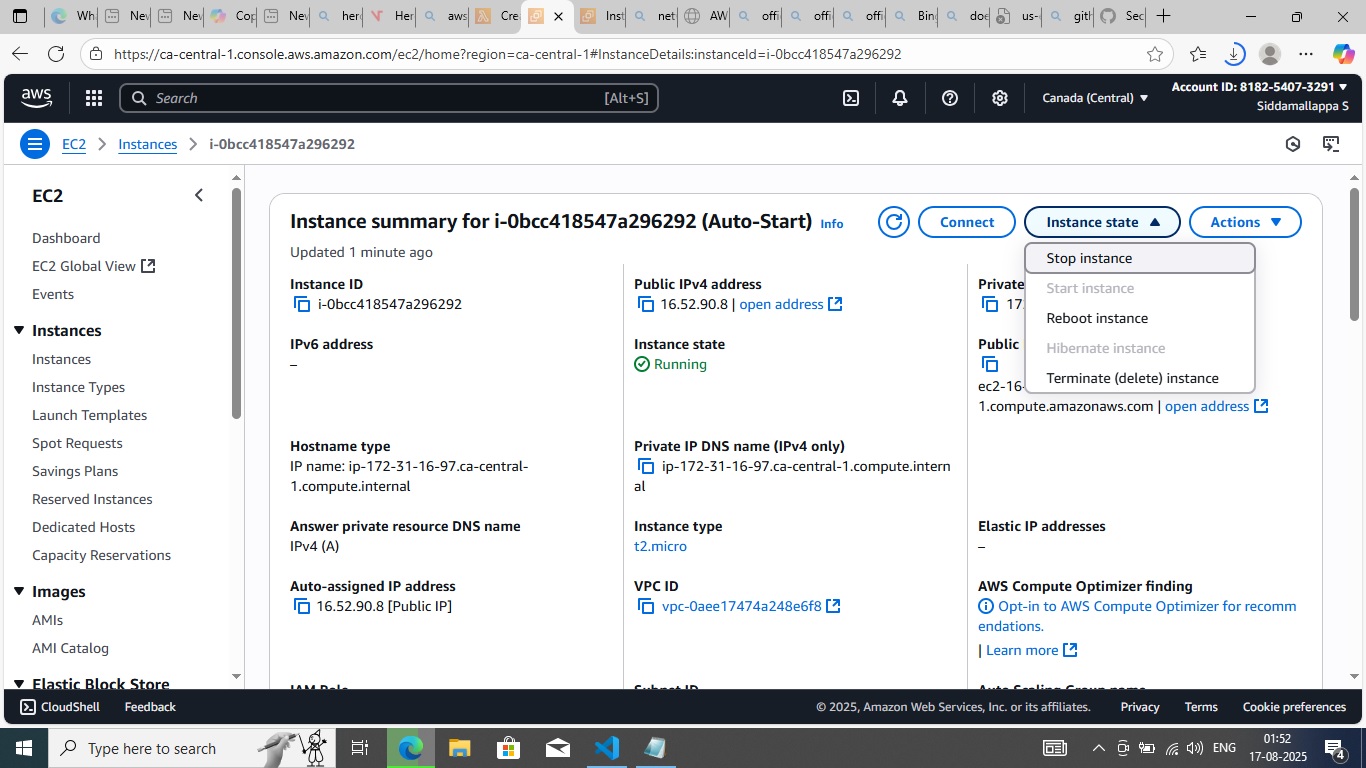 Wh
New
New
Cop
New
her
Her
aws
Cre
Inst
net
AW
offi
offi
offi
Bin
doe
us-
gith
Sec
https://ca-central-1.console.aws.amazon.com/ec2/home?region=ca-central-1#InstanceDetails:instanceId=i-0bcc418547a296292
aws
Search
[Alt+S]
Canada (Central)
Account ID: 8182-5407-3291
Siddamallappa S
EC2
Instances
i-0bcc418547a296292
EC2
Dashboard
EC2 Global View
Events
Instances
Instances
Instance Types
Launch Templates
Spot Requests
Savings Plans
Reserved Instances
Dedicated Hosts
Capacity Reservations
Images
AMIs
AMI Catalog
Elastic Block Store
Instance summary for i-0bcc418547a296292 (Auto-Start) Info
Updated 1 minute ago
Connect
Instance state
Actions
Stop instance
Start instance
Reboot instance
Hibernate instance
Terminate (delete) instance
Instance ID
i-0bcc418547a296292
Public IPv4 address
16.52.90.8 | open address
Private
17
IPv6 address
–
Instance state
Running
Public
ec2-16-
1.compute.amazonaws.com | open address
Hostname type
IP name: ip-172-31-16-97.ca-central-
1.compute.internal
Private IP DNS name (IPv4 only)
ip-172-31-16-97.ca-central-1.compute.intern
al
Answer private resource DNS name
IPv4 (A)
Instance type
t2.micro
Elastic IP addresses
–
Auto-assigned IP address
16.52.90.8 [Public IP]
VPC ID
vpc-0aee17474a248e6f8
AWS Compute Optimizer finding
Opt-in to AWS Compute Optimizer for recomm
endations.
| Learn more
IAM Role
Subnet ID
Auto Scaling Group name
CloudShell
Feedback
© 2025, Amazon Web Services, Inc. or its affiliates.
Privacy
Terms
Cookie preferences
Type here to search
ENG
01:52
17-08-2025
4